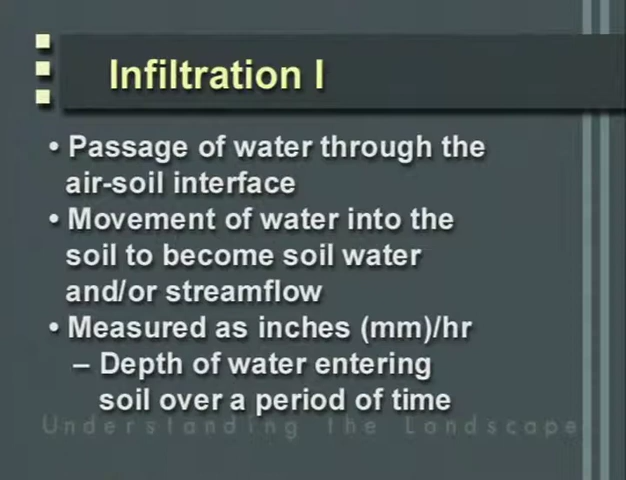 Infiltration I
• Passage of water through the
air-soil interface
• Movement of water into the
soil to become soil water
and/or streamflow
• Measured as inches (mm)/hr
– Depth of water entering
soil over a period of time
Understanding the Landscape